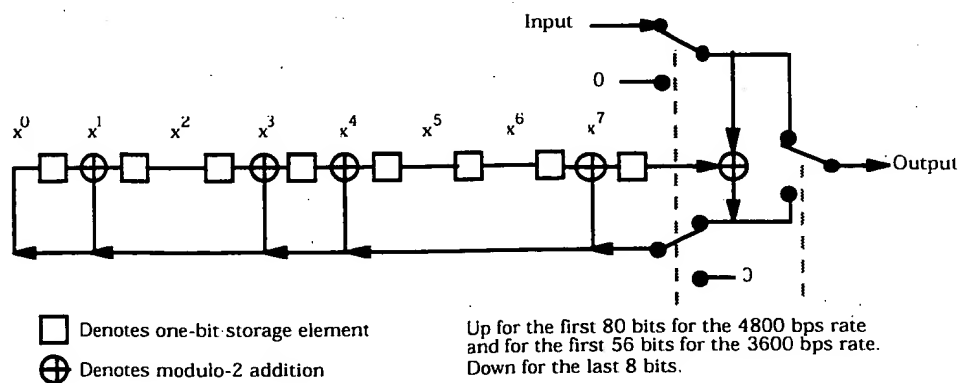 Input
0
x⁰ x¹ x² x³ x⁴ x⁵ x⁶ x⁷
Output
0
Denotes one-bit storage element
Denotes modulo-2 addition
Up for the first 80 bits for the 4800 bps rate
and for the first 56 bits for the 3600 bps rate.
Down for the last 8 bits.